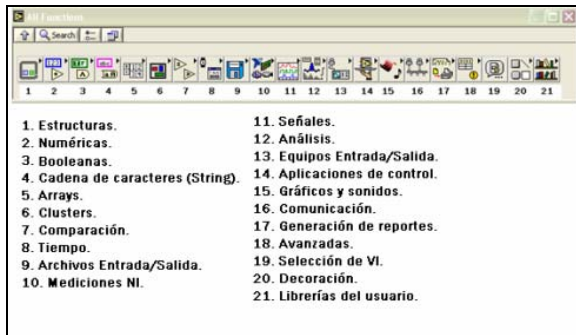 All Functions
Search
1 2 3 4 5 6 7 8 9 10 11 12 13 14 15 16 17 18 19 20 21
1. Estructuras.
2. Numéricas.
3. Booleanas.
4. Cadena de caracteres (String).
5. Arrays.
6. Clusters.
7. Comparación.
8. Tiempo.
9. Archivos Entrada/Salida.
10. Mediciones NI.
11. Señales.
12. Análisis.
13. Equipos Entrada/Salida.
14. Aplicaciones de control.
15. Gráficos y sonidos.
16. Comunicación.
17. Generación de reportes.
18. Avanzadas.
19. Selección de VI.
20. Decoración.
21. Librerías del usuario.